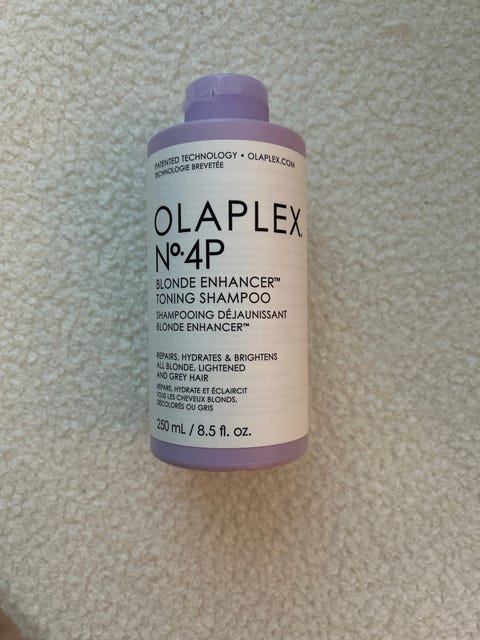 PATENTED TECHNOLOGY • OLAPLEX.COM
TECHNOLOGIE BREVETÉE
OLAPLEX®
Nº.4P
BLONDE ENHANCER™
TONING SHAMPOO
SHAMPOOING DÉJAUNISSANT
BLONDE ENHANCER™
REPAIRS, HYDRATES & BRIGHTENS
ALL BLONDE, LIGHTENED
AND GREY HAIR
RÉPARE, HYDRATE ET ÉCLAIRCIT
TOUS LES CHEVEUX BLONDS,
DÉCOLORÉS OU GRIS
250 mL / 8.5 fl. oz.